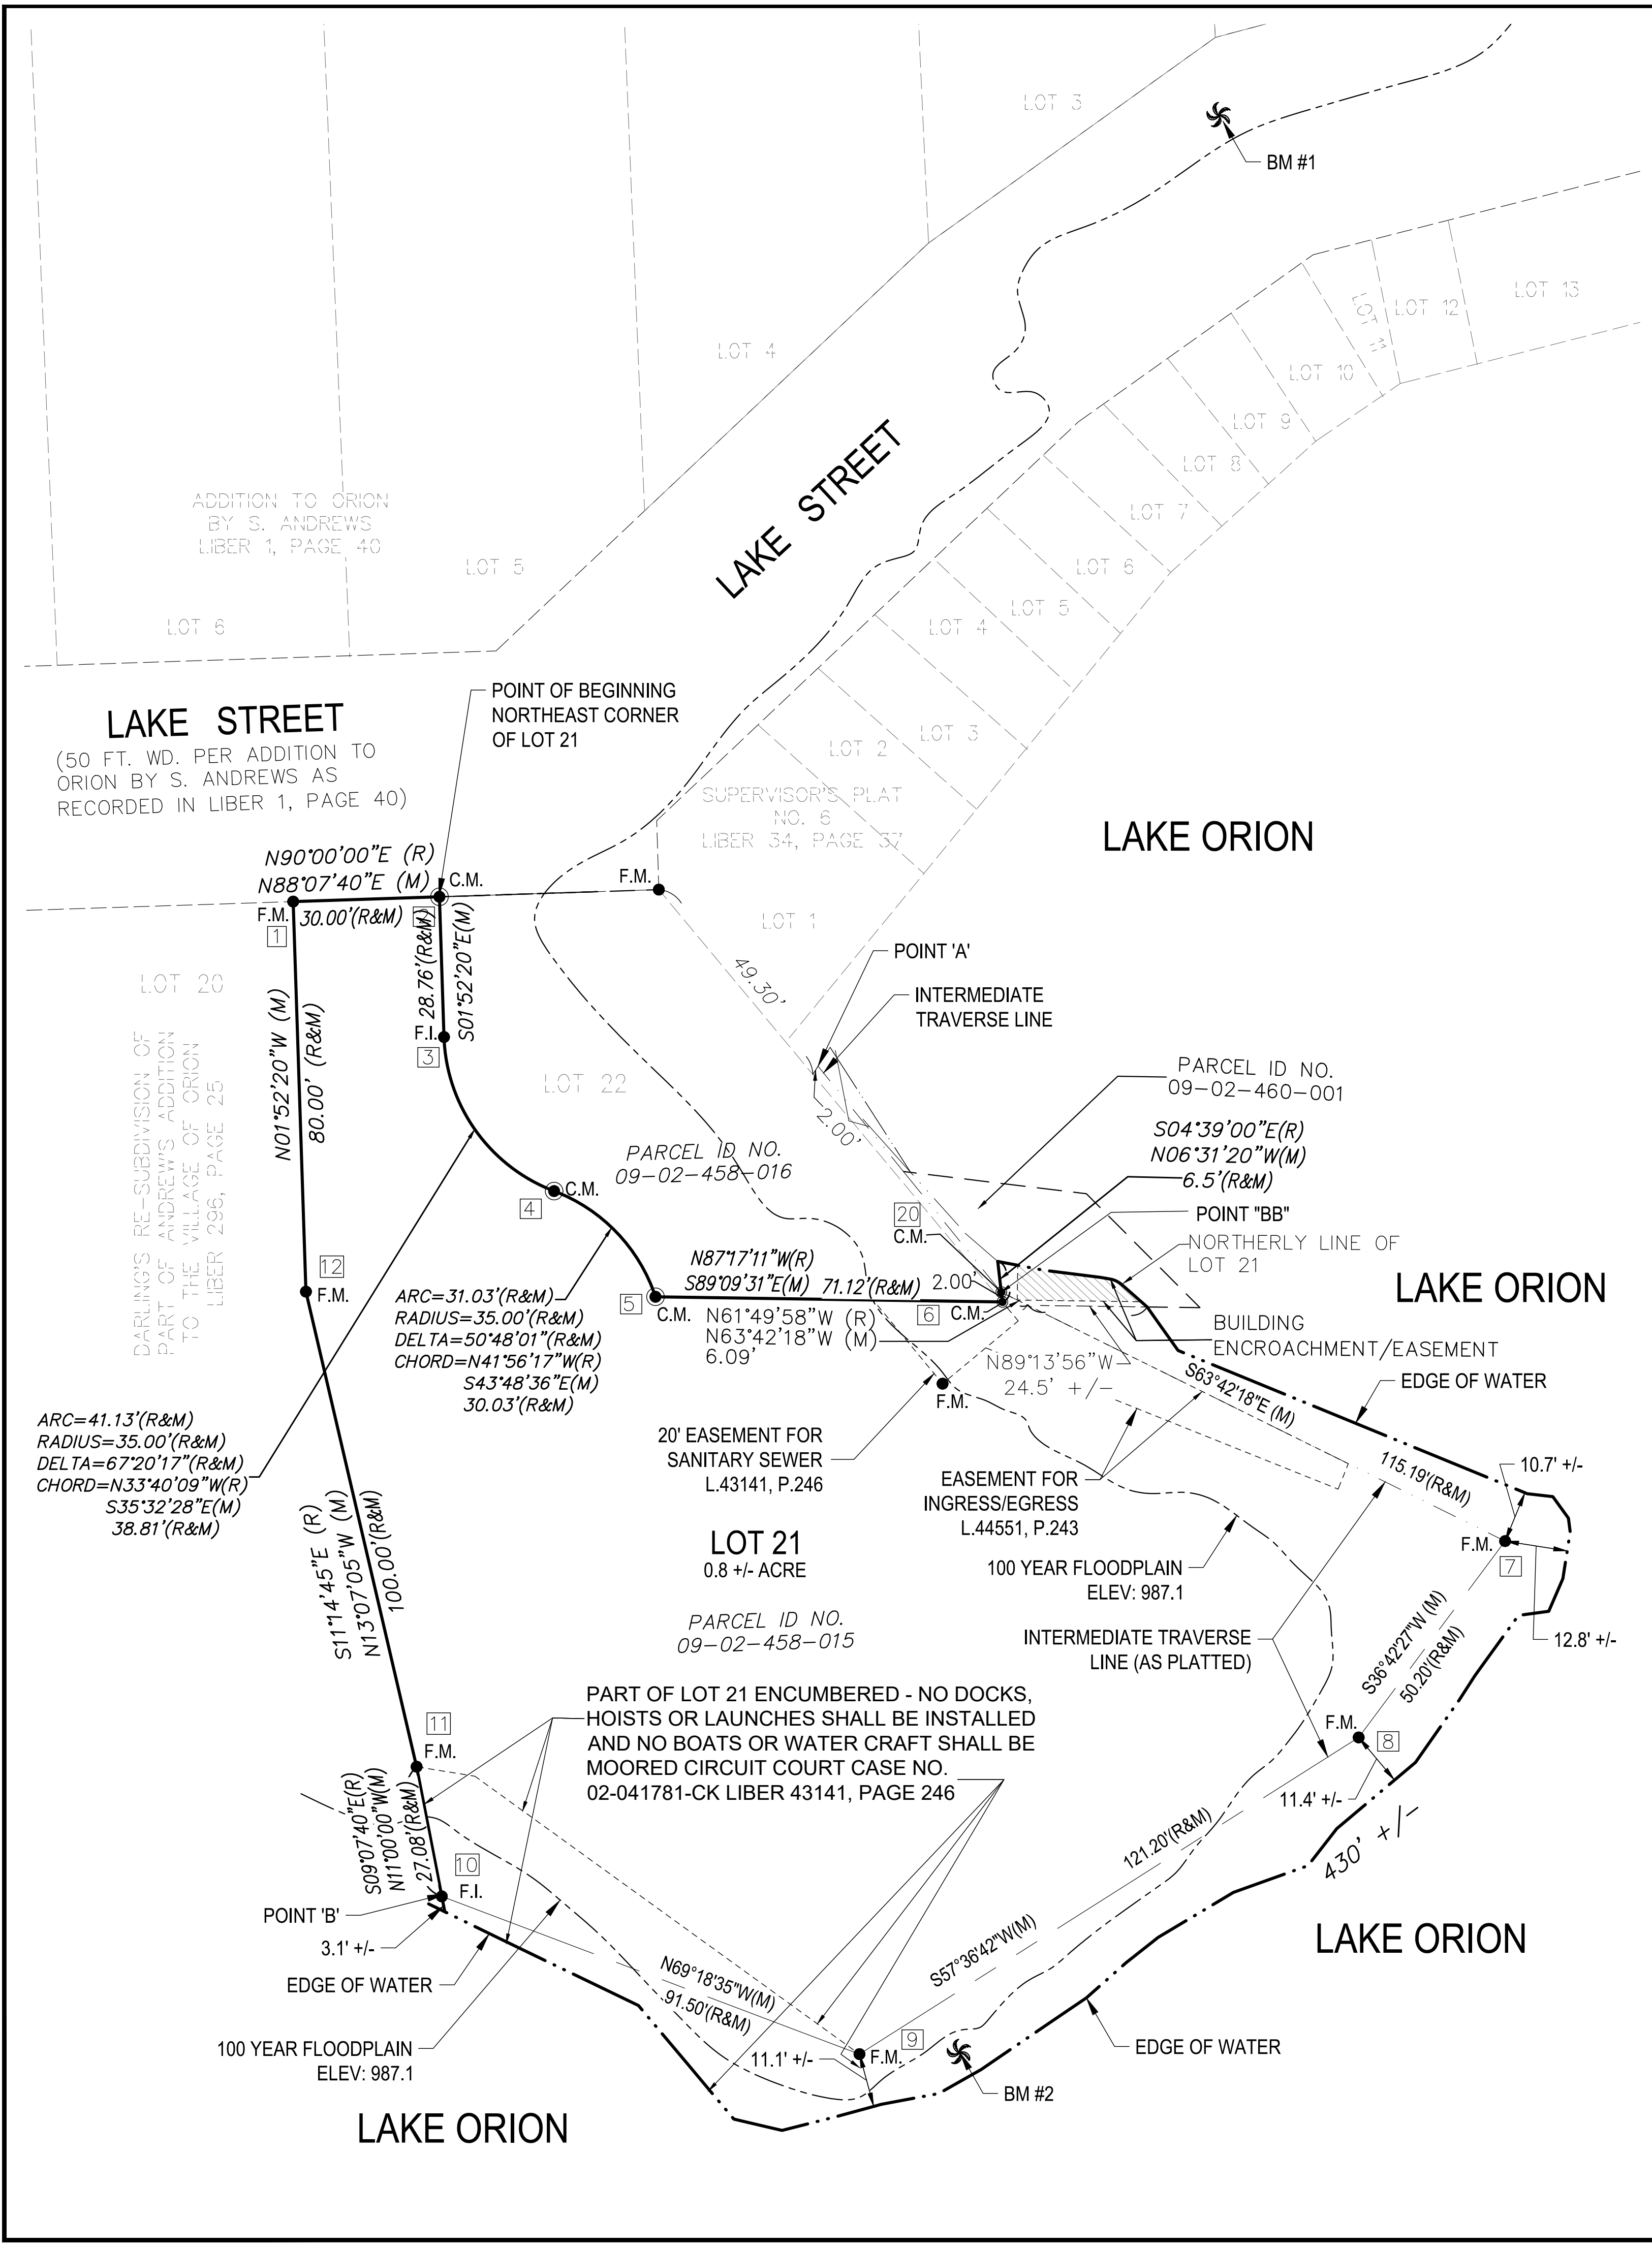 LOT 3
BM #1
LOT 13
LOT 12
LOT 11
LOT 4
LOT 10
LOT 9
LOT 8
LAKE STREET
ADDITION TO ORION
BY S. ANDREWS
LIBER 1, PAGE 40
LOT 7
LOT 5
LOT 6
LOT 6
LOT 5
LOT 4
LOT 3
LOT 2
POINT OF BEGINNING
NORTHEAST CORNER
OF LOT 21
LAKE STREET
(50 FT. WD. PER ADDITION TO
ORION BY S. ANDREWS AS
RECORDED IN LIBER 1, PAGE 40)
SUPERVISOR'S PLAT
NO. 6
LIBER 34, PAGE 37
LAKE ORION
N90°00'00"E (R)
N88°07'40"E (M)
C.M.
F.M.
F.M.
30.00'(R&M)
2
1
LOT 1
LOT 20
DARLING'S RE-SUBDIVISION OF
PART OF ANDREW'S ADDITION
TO THE VILLAGE OF ORION
LIBER 296, PAGE 25
N01°52'20"W (M)
80.00' (R&M)
28.76'(R&M)
S01°52'20"E(M)
F.I.
3
49.30'
POINT 'A'
INTERMEDIATE
TRAVERSE LINE
2.00'
LOT 22
PARCEL ID NO.
09-02-460-001
S04°39'00"E(R)
N06°31'20"W(M)
6.5'(R&M)
PARCEL ID NO.
09-02-458-016
C.M.
4
20
C.M.
POINT "BB"
NORTHERLY LINE OF
LOT 21
LAKE ORION
12
F.M.
N87°17'11"W(R)
S89°09'31"E(M)
71.12'(R&M)
2.00'
5
C.M.
6
C.M.
N61°49'58"W (R)
N63°42'18"W (M)
6.09'
ARC=31.03'(R&M)
RADIUS=35.00'(R&M)
DELTA=50°48'01"(R&M)
CHORD=N41°56'17"W(R)
S43°48'36"E(M)
30.03'(R&M)
BUILDING
ENCROACHMENT/EASEMENT
N89°13'56"W
24.5' +/-
S63°42'18"E (M)
EDGE OF WATER
F.M.
ARC=41.13'(R&M)
RADIUS=35.00'(R&M)
DELTA=67°20'17"(R&M)
CHORD=N33°40'09"W(R)
S35°32'28"E(M)
38.81'(R&M)
20' EASEMENT FOR
SANITARY SEWER
L.43141, P.246
EASEMENT FOR
INGRESS/EGRESS
L.44551, P.243
115.19'(R&M)
10.7' +/-
F.M.
7
12.8' +/-
S11°14'45"E (R)
N13°07'05"W (M)
100.00'(R&M)
LOT 21
0.8 +/- ACRE
100 YEAR FLOODPLAIN
ELEV: 987.1
PARCEL ID NO.
09-02-458-015
INTERMEDIATE TRAVERSE
LINE (AS PLATTED)
S36°42'27"W (M)
50.20'(R&M)
PART OF LOT 21 ENCUMBERED - NO DOCKS,
HOISTS OR LAUNCHES SHALL BE INSTALLED
AND NO BOATS OR WATER CRAFT SHALL BE
MOORED CIRCUIT COURT CASE NO.
02-041781-CK LIBER 43141, PAGE 246
F.M.
8
11.4' +/-
430' +/-
11
F.M.
S09°07'40"E(R)
N11°00'00"W(M)
27.08'(R&M)
10
F.I.
POINT 'B'
3.1' +/-
EDGE OF WATER
121.20'(R&M)
S57°36'42"W(M)
LAKE ORION
N69°18'35"W(M)
91.50'(R&M)
100 YEAR FLOODPLAIN
ELEV: 987.1
11.1' +/-
9
F.M.
BM #2
EDGE OF WATER
LAKE ORION